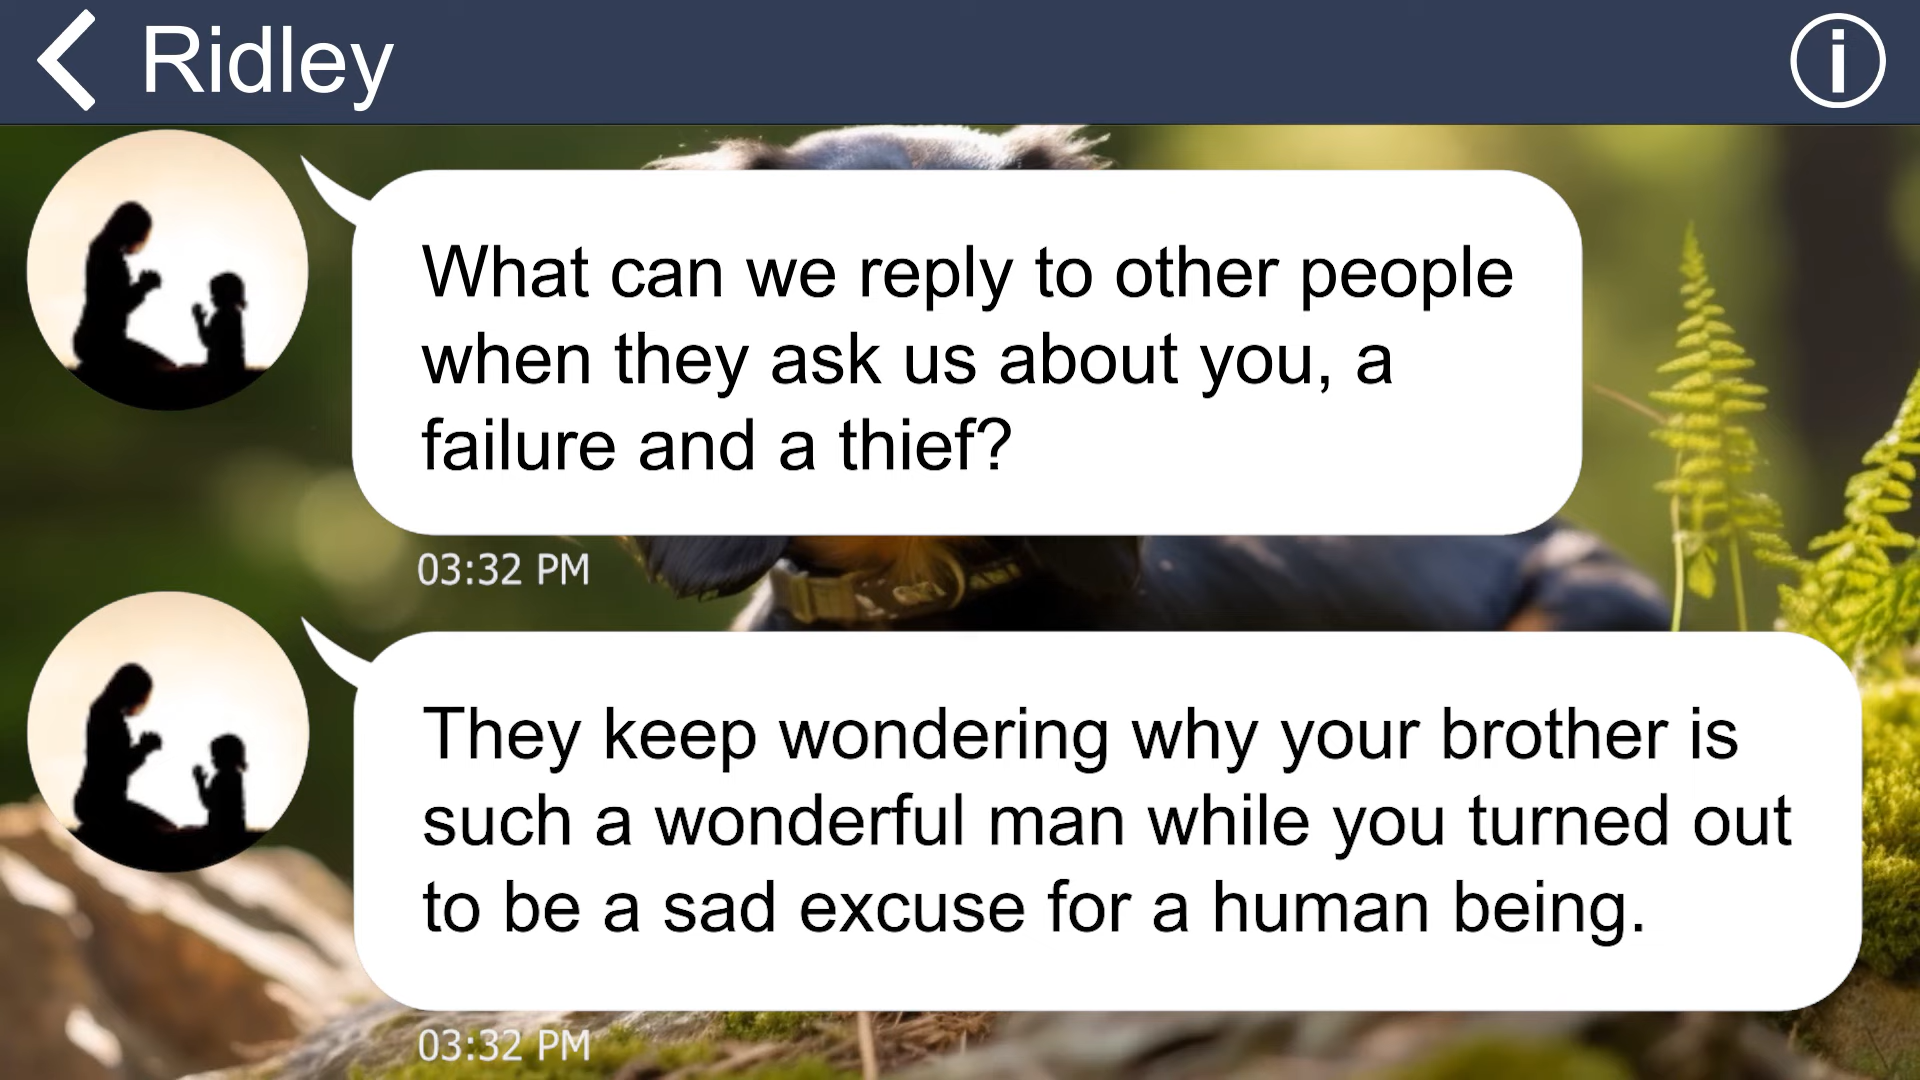 Ridley
What can we reply to other people
when they ask us about you, a
failure and a thief?
03:32 PM
They keep wondering why your brother is
such a wonderful man while you turned out
to be a sad excuse for a human being.
03:32 PM